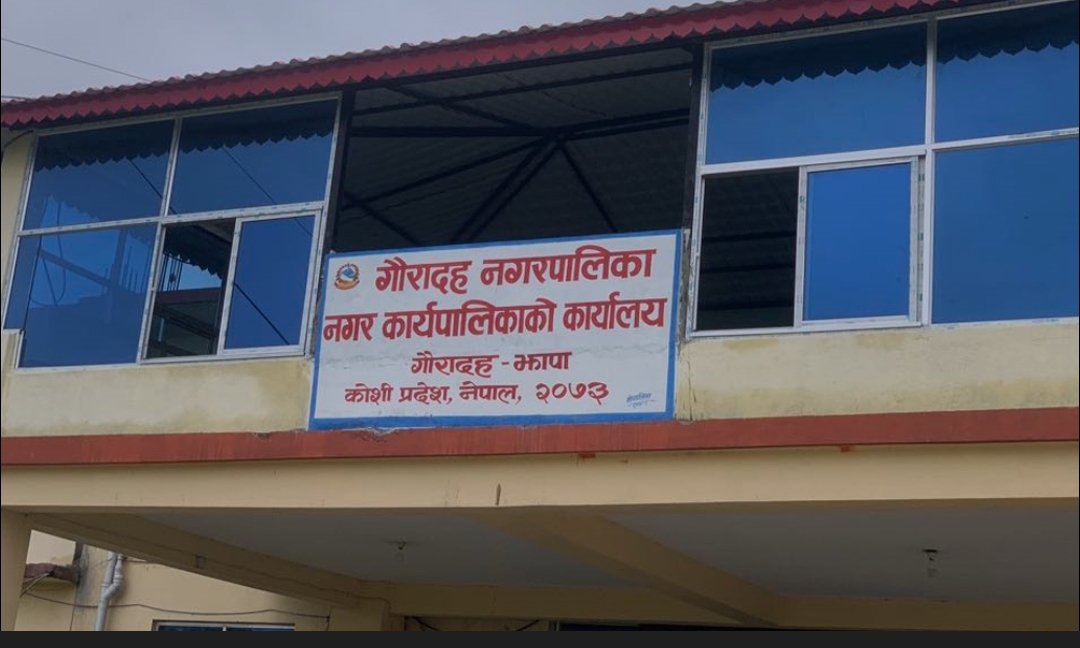 गौरादह नगरपालिका
नगर कार्यपालिकाको कार्यालय
गौरादह - झापा
कोशी प्रदेश, नेपाल, २०७३